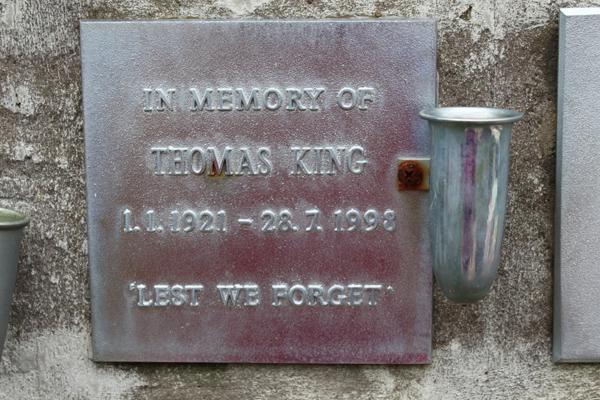 IN MEMORY OF
THOMAS KING
1. 1. 1921 - 28. 7. 1998
'LEST WE FORGET'